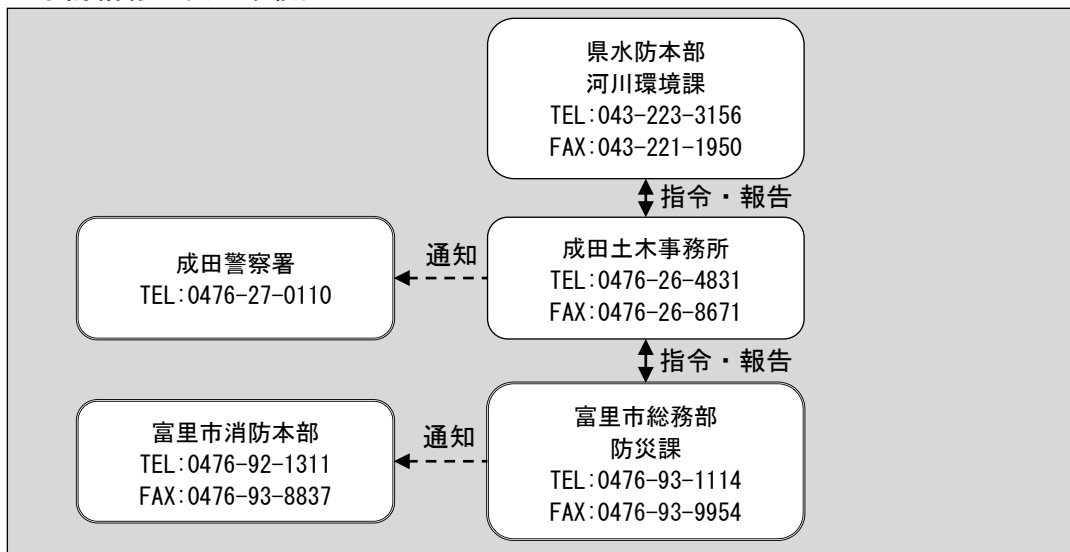 県水防本部
河川環境課
TEL:043-223-3156
FAX:043-221-1950
指令・報告
成田警察署
TEL:0476-27-0110
通知
成田土木事務所
TEL:0476-26-4831
FAX:0476-26-8671
指令・報告
富里市消防本部
TEL:0476-92-1311
FAX:0476-93-8837
通知
富里市総務部
防災課
TEL:0476-93-1114
FAX:0476-93-9954